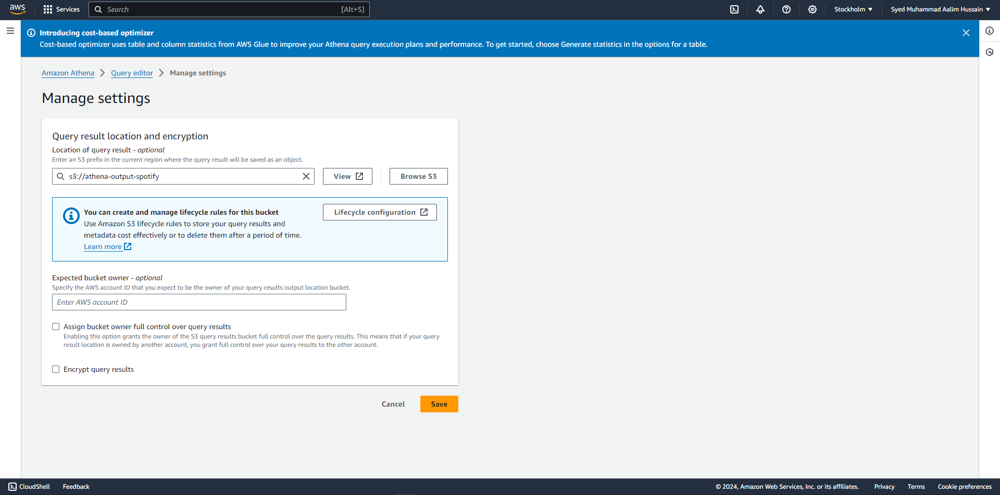 aws
Services
Search
[Alt+S]
Stockholm
Syed Muhammad Aalim Hussain
Introducing cost-based optimizer
Cost-based optimizer uses table and column statistics from AWS Glue to improve your Athena query execution plans and performance. To get started, choose Generate statistics in the options for a table.
Amazon Athena
Query editor
Manage settings
Manage settings
Query result location and encryption
Location of query result - optional
Enter an S3 prefix in the current region where the query result will be saved as an object.
s3://athena-output-spotify
View
Browse S3
You can create and manage lifecycle rules for this bucket
Use Amazon S3 lifecycle rules to store your query results and
metadata cost effectively or to delete them after a period of time.
Learn more
Lifecycle configuration
Expected bucket owner - optional
Specify the AWS account ID that you expect to be the owner of your query results output location bucket.
Enter AWS account ID
Assign bucket owner full control over query results
Enabling this option grants the owner of the S3 query results bucket full control over the query results. This means that if your query
result location is owned by another account, you grant full control over your query results to the other account.
Encrypt query results
Cancel
Save
CloudShell
Feedback
© 2024, Amazon Web Services, Inc. or its affiliates.
Privacy
Terms
Cookie preferences